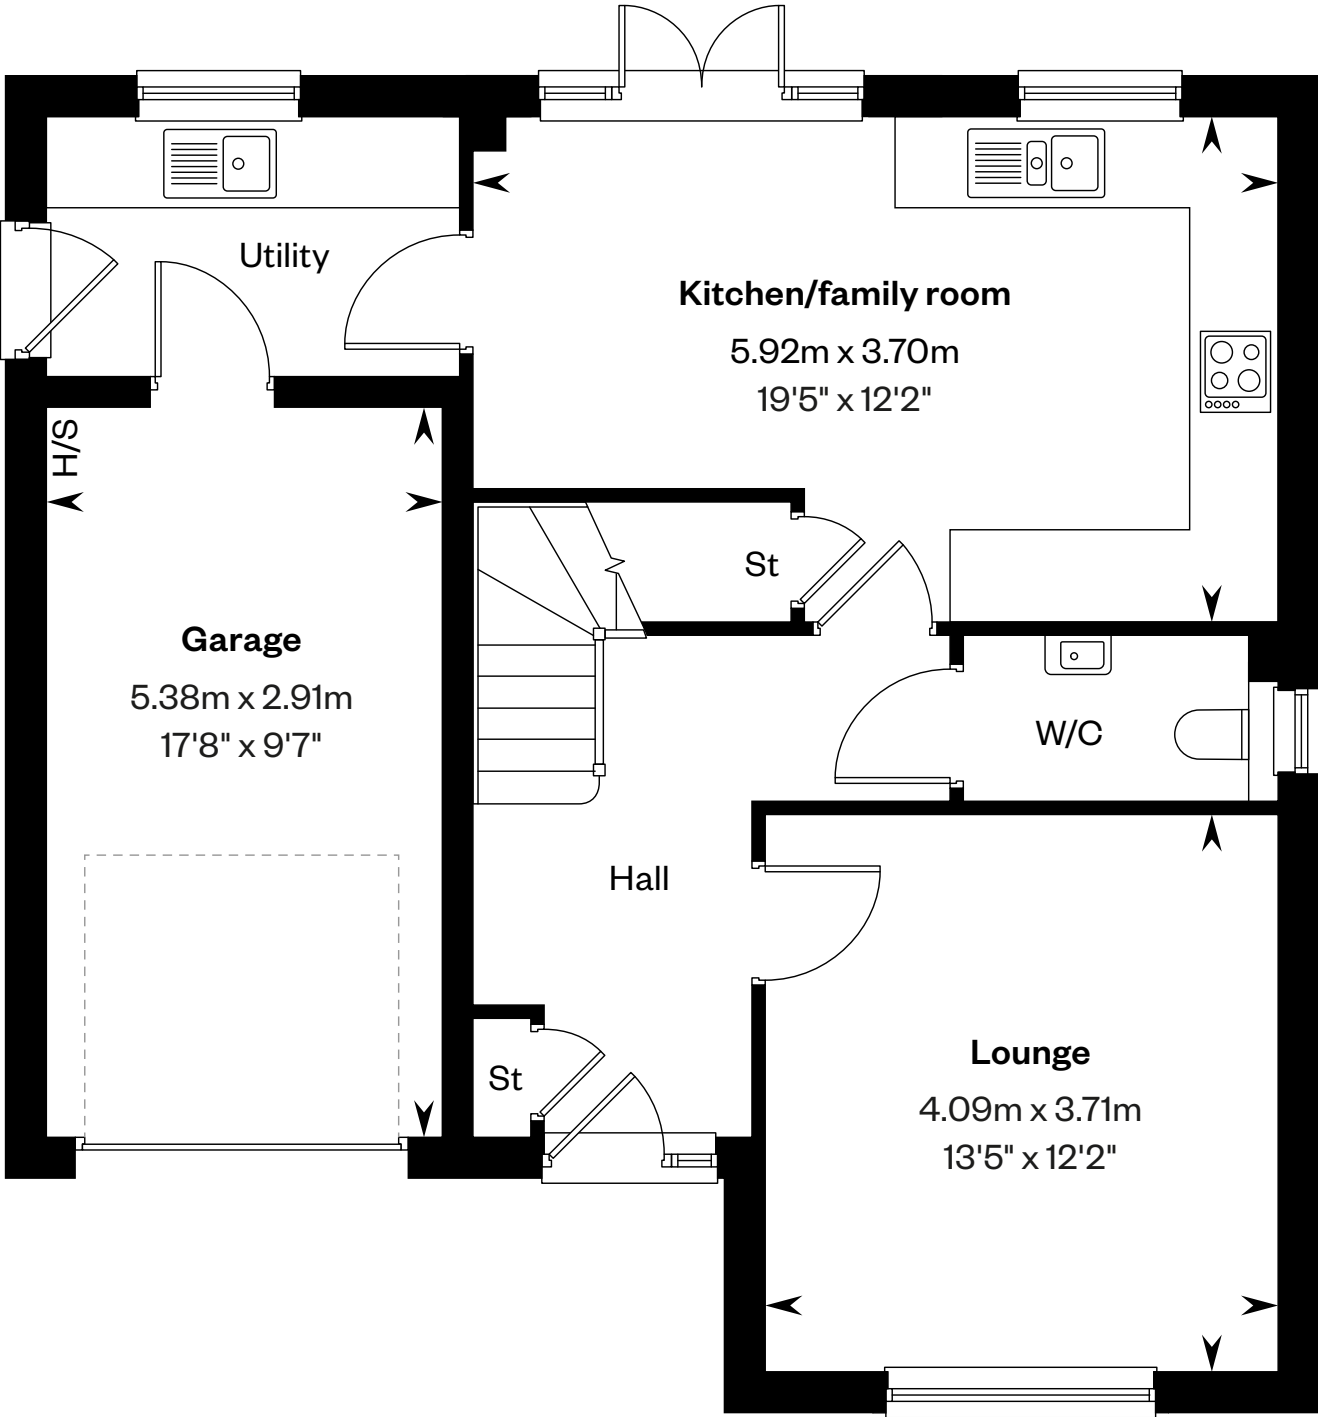 Utility
Kitchen/family room
5.92m x 3.70m
19'5" x 12'2"
H/S
St
Garage
5.38m x 2.91m
17'8" x 9'7"
W/C
Hall
Lounge
4.09m x 3.71m
13'5" x 12'2"
St